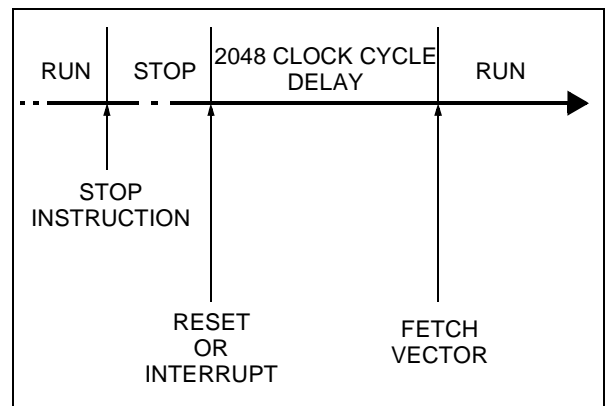 RUN
STOP
2048 CLOCK CYCLE
DELAY
RUN
STOP
INSTRUCTION
RESET
OR
INTERRUPT
FETCH
VECTOR